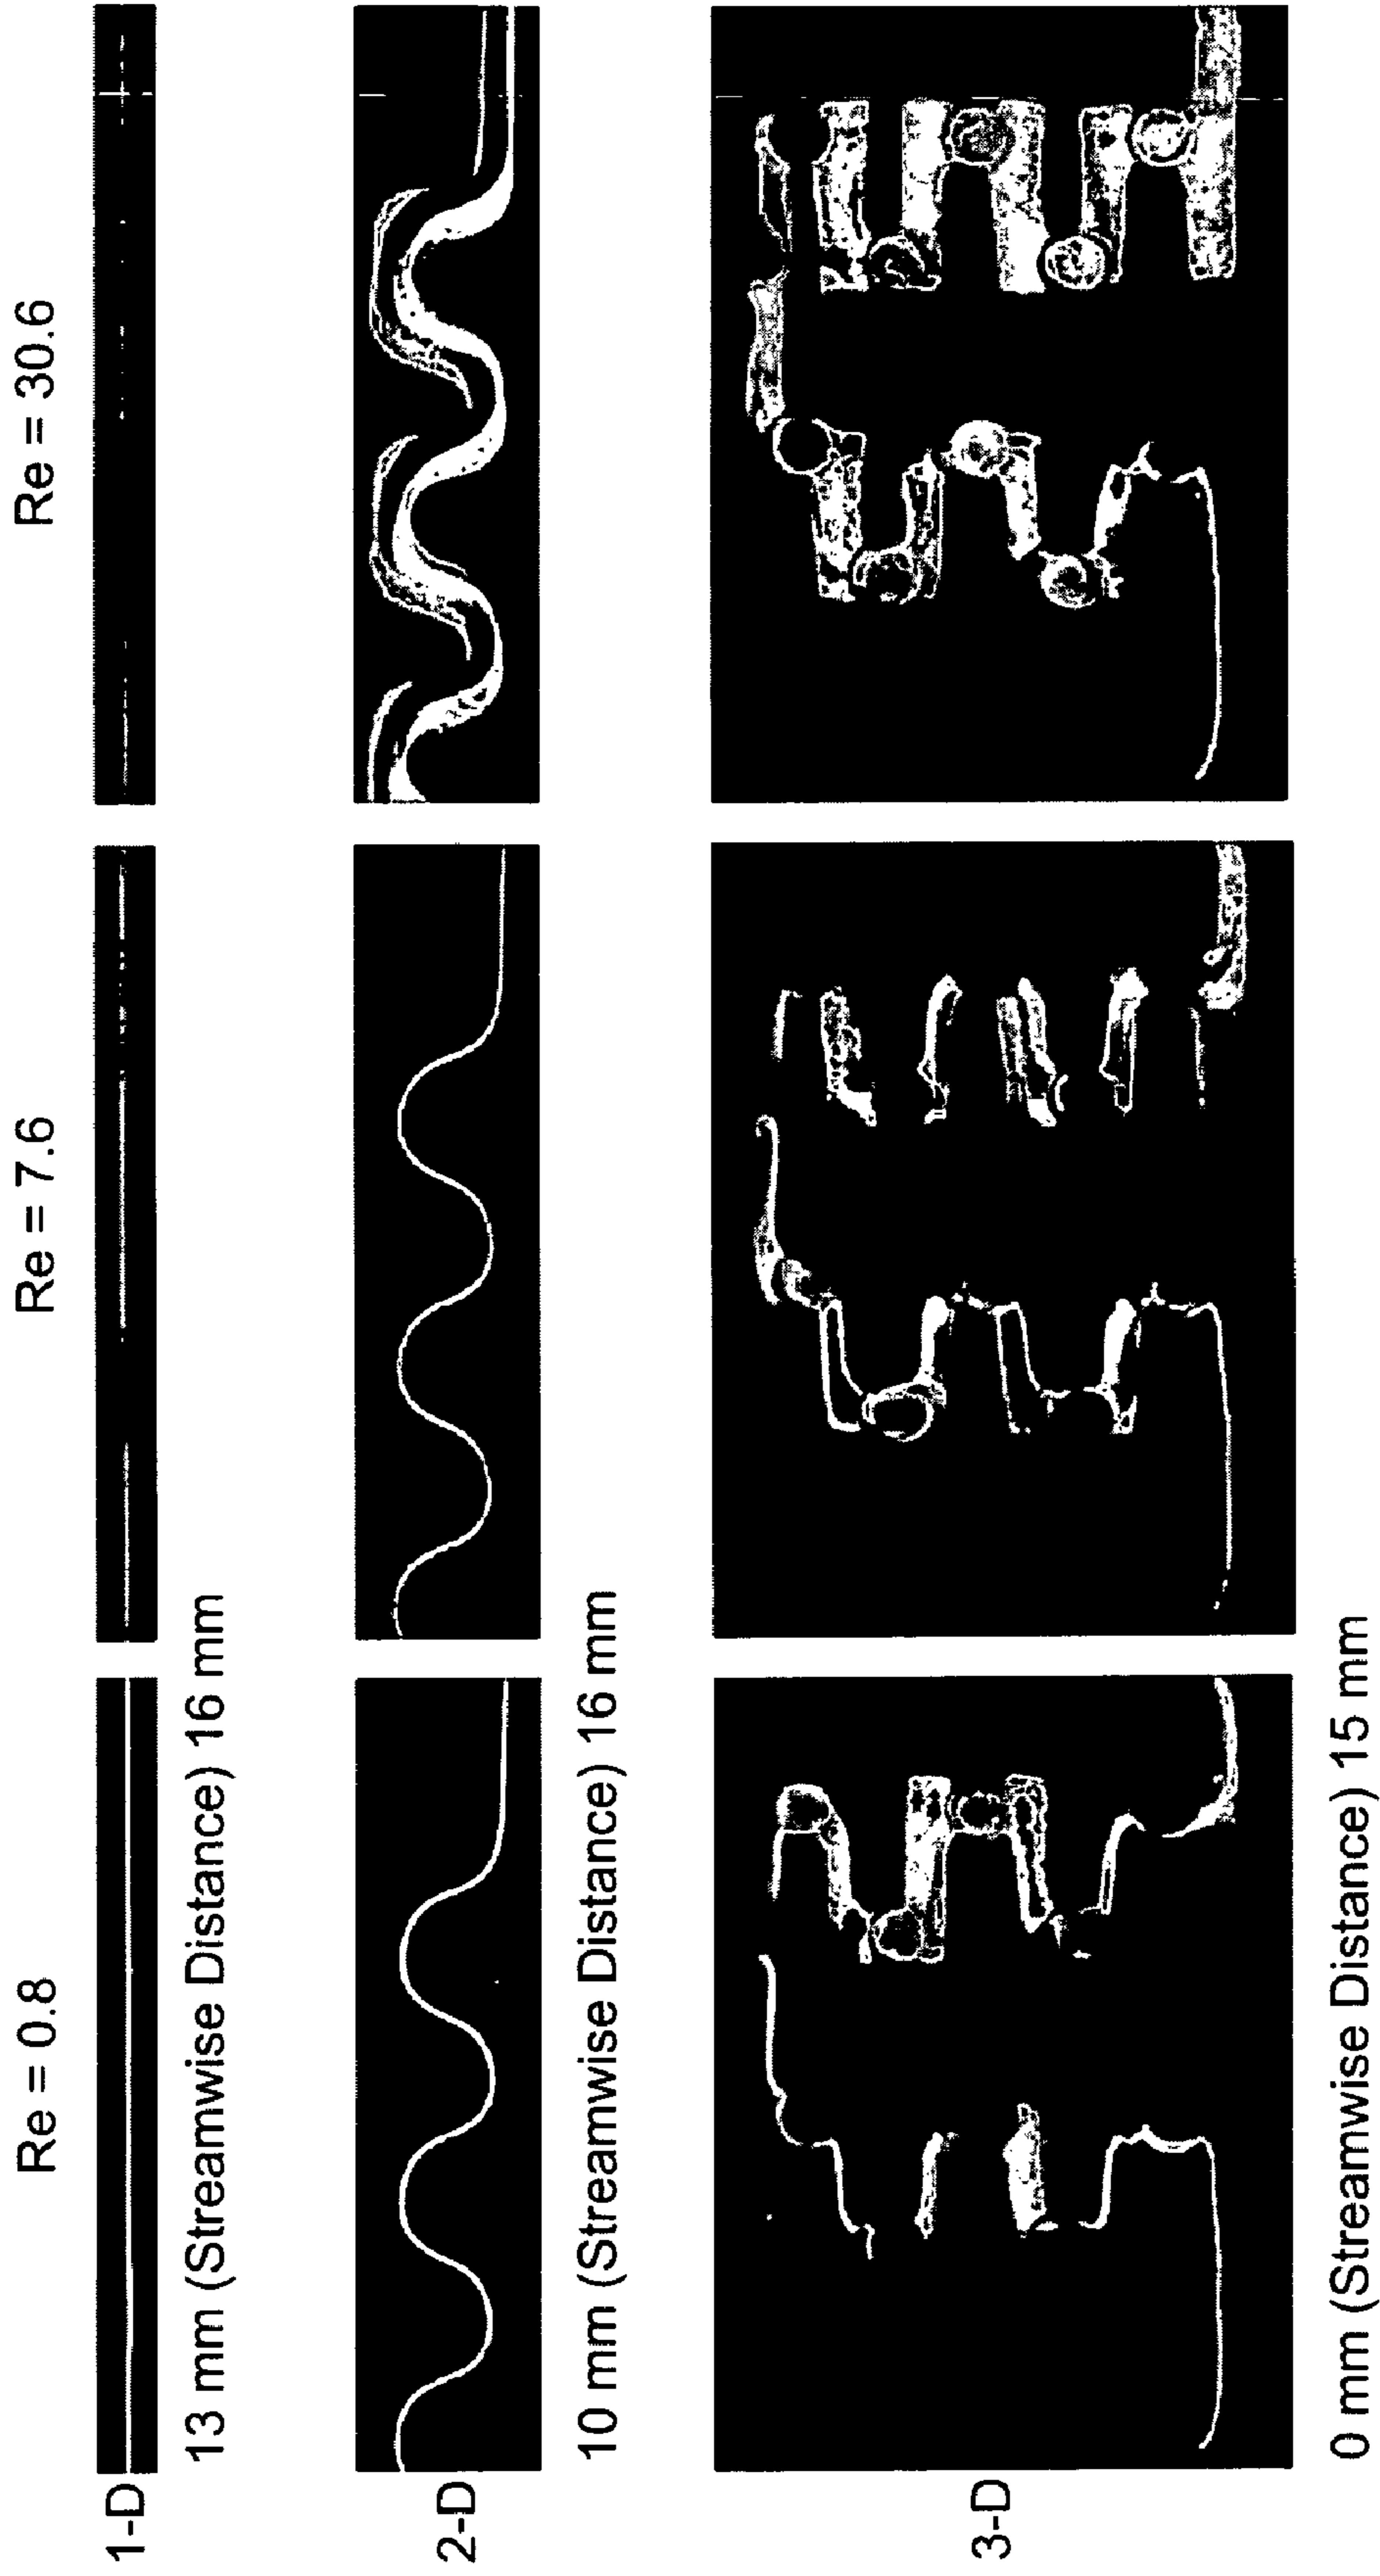 Re = 0.8
Re = 7.6
Re = 30.6
1-D
13 mm (Streamwise Distance) 16 mm
2-D
10 mm (Streamwise Distance) 16 mm
3-D
0 mm (Streamwise Distance) 15 mm